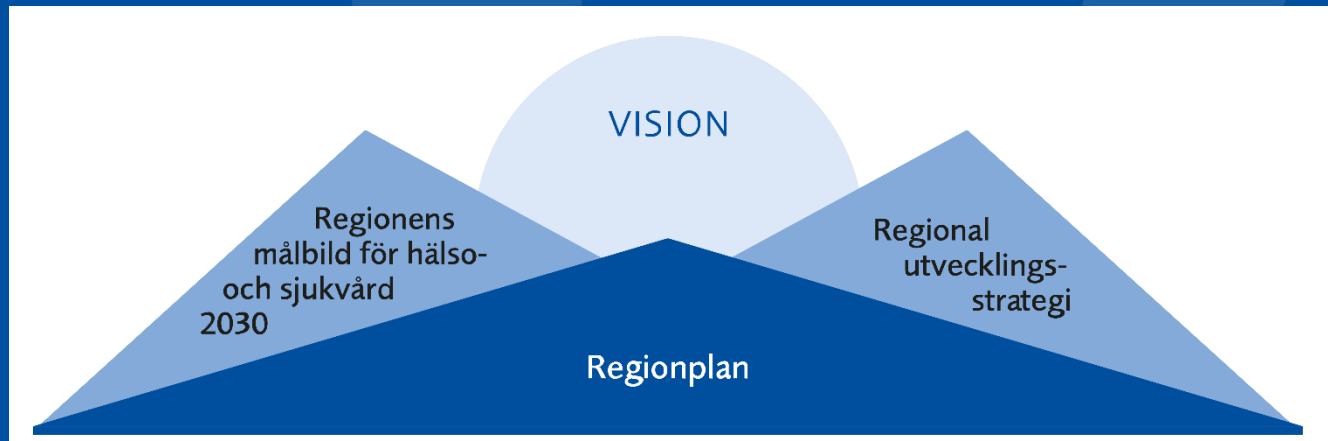 VISION
Regionens
målbild för hälso-
och sjukvård
2030
Regional
utvecklings-
strategi
Regionplan